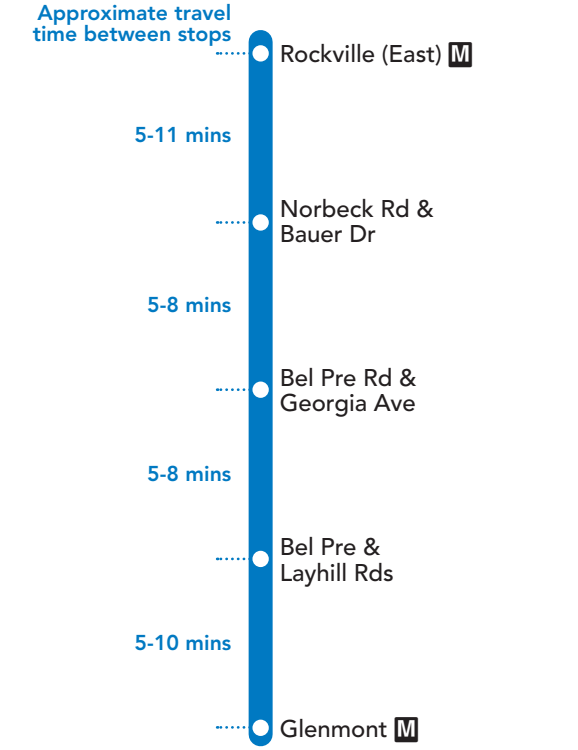 Approximate travel
time between stops
Rockville (East) M
5-11 mins
Norbeck Rd &
Bauer Dr
5-8 mins
Bel Pre Rd &
Georgia Ave
5-8 mins
Bel Pre &
Layhill Rds
5-10 mins
Glenmont M